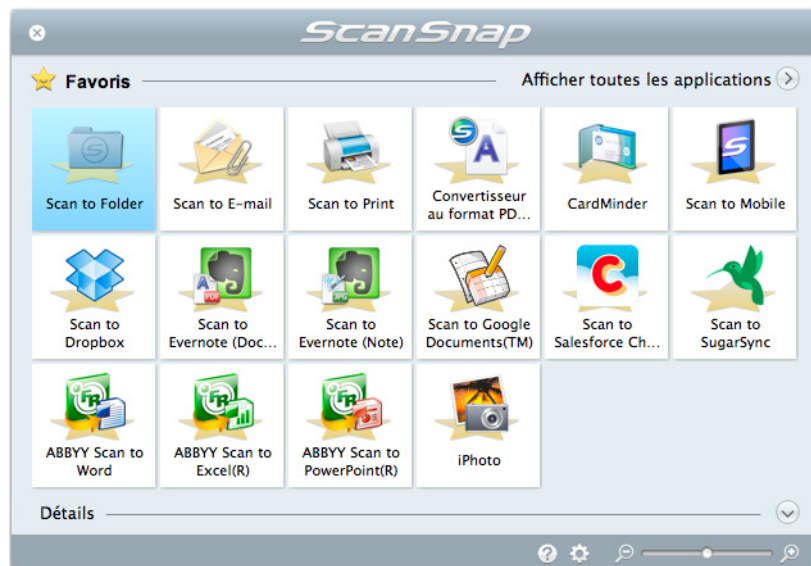 ScanSnap
Favoris
Afficher toutes les applications
Scan to Folder
Scan to E-mail
Scan to Print
Convertisseur
au format PD...
CardMinder
Scan to Mobile
Scan to
Dropbox
Scan to
Evernote (Doc...
Scan to
Evernote (Note)
Scan to Google
Documents(TM)
Scan to
Salesforce Ch...
Scan to
SugarSync
ABBYY Scan to
Word
ABBYY Scan to
Excel(R)
ABBYY Scan to
PowerPoint(R)
iPhoto
Détails